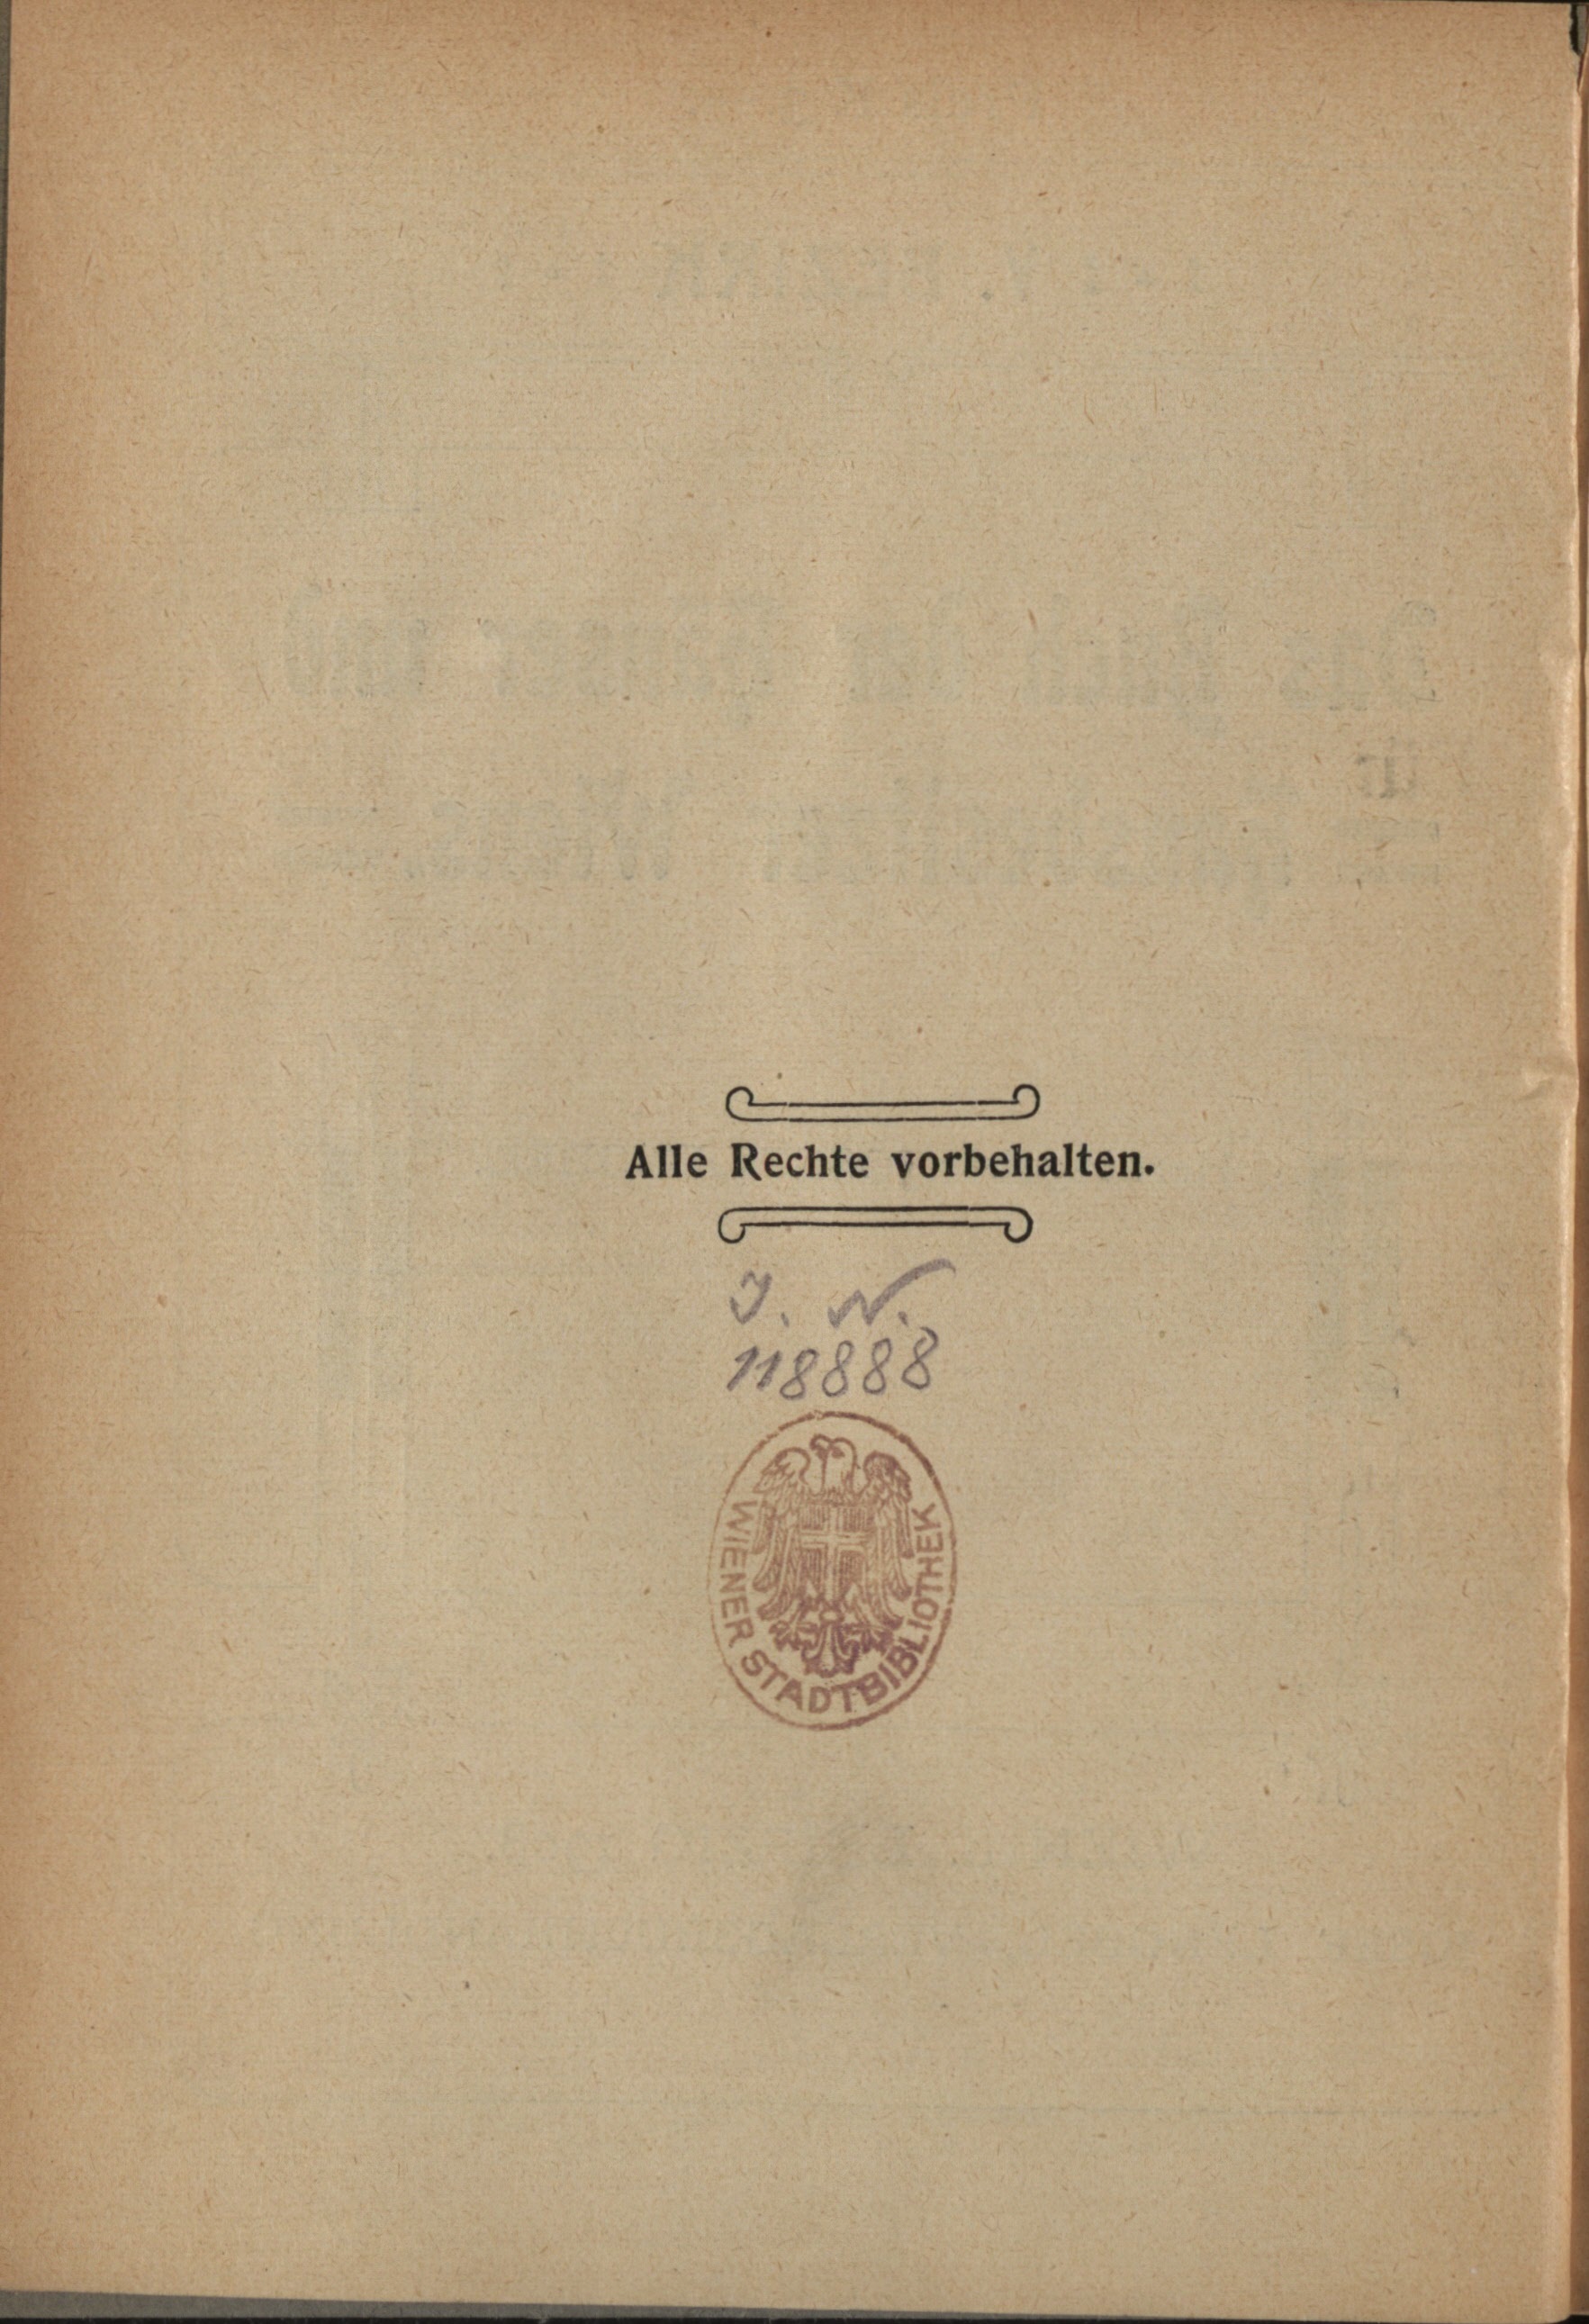 Alle Rechte vorbehalten.
J. N.
118888
WIENER STADTBIBLIOTHEK